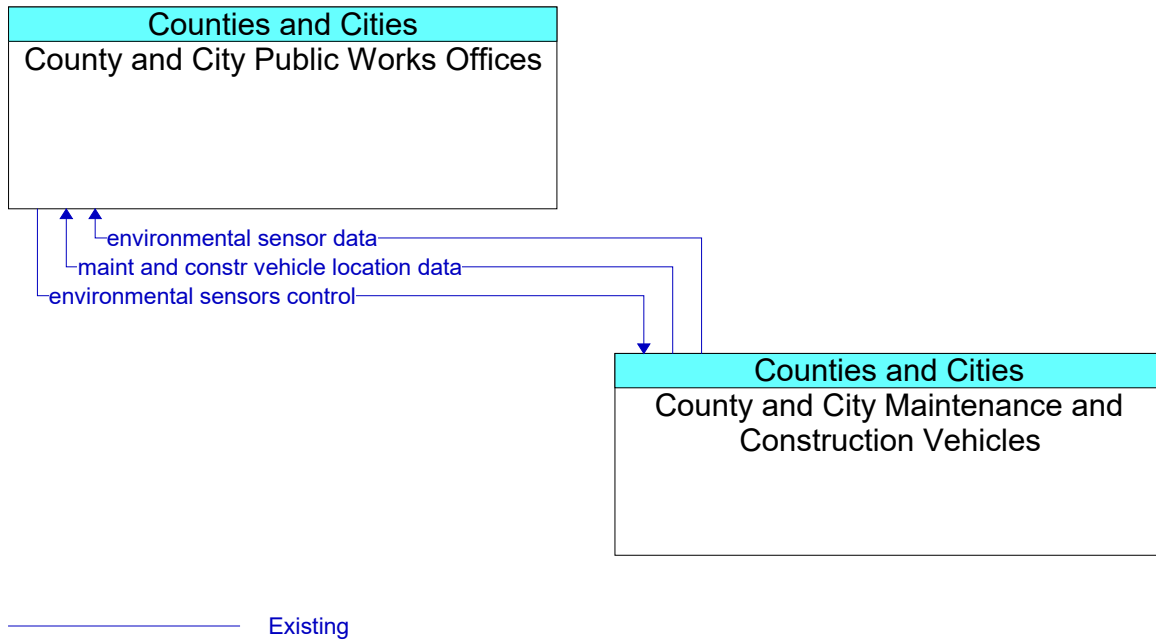 Counties and Cities
County and City Public Works Offices
environmental sensor data
maint and constr vehicle location data
environmental sensors control
Counties and Cities
County and City Maintenance and
Construction Vehicles
Existing